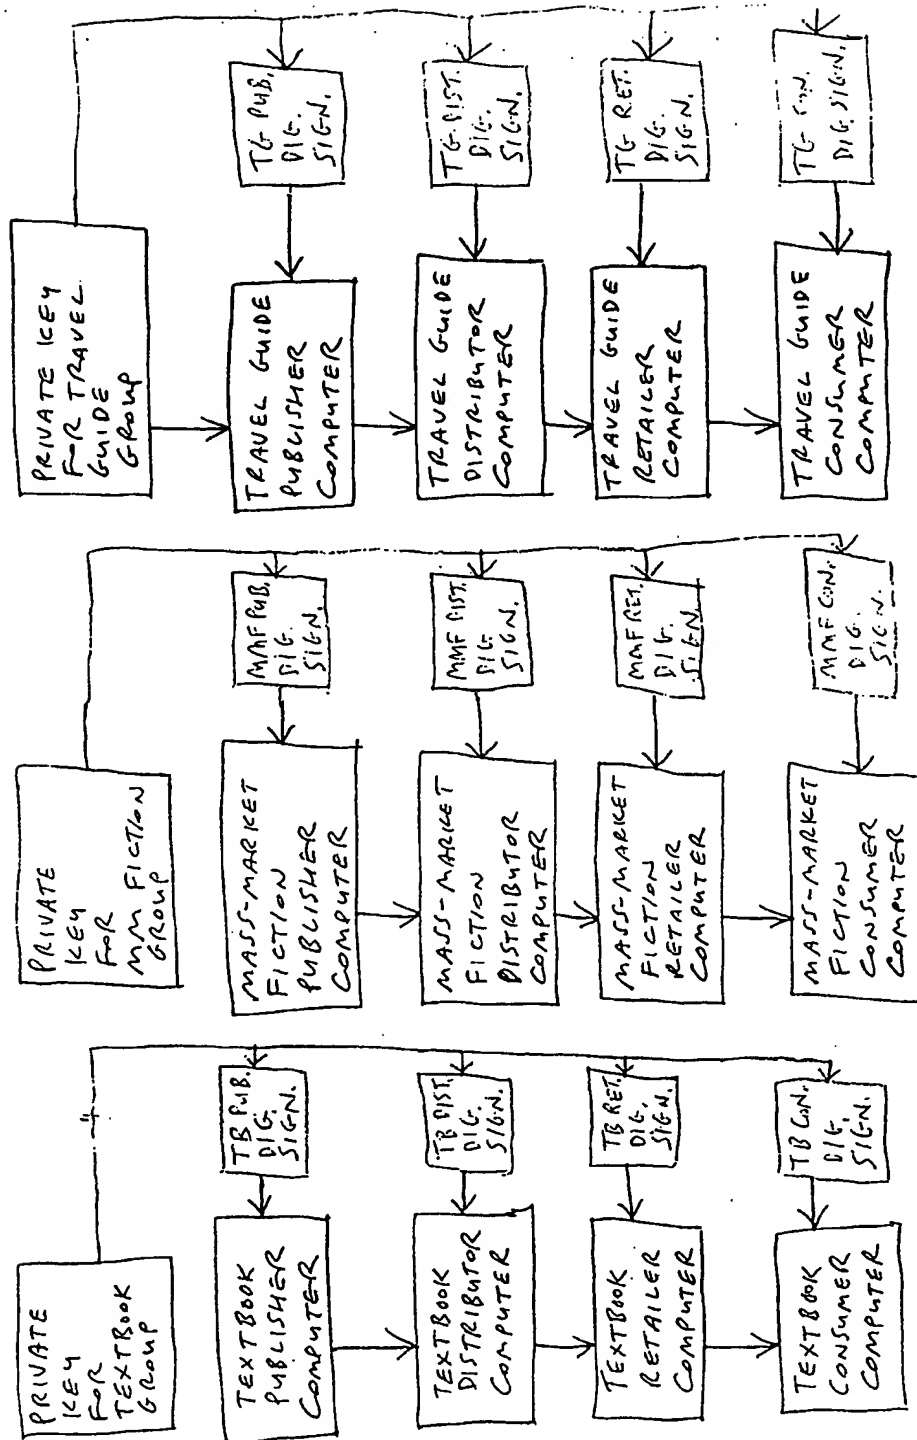 PRIVATE
KEY
FOR
TEXTBOOK
GROUP
TEXTBOOK
PUBLISHER
COMPUTER
TB PUB.
DIG.
SIGN.
TEXTBOOK
DISTRIBUTOR
COMPUTER
TB DIST.
DIG.
SIGN.
TEXTBOOK
RETAILER
COMPUTER
TB RET.
DIG.
SIGN.
TEXTBOOK
CONSUMER
COMPUTER
TB CON.
DIG.
SIGN.
PRIVATE
KEY
FOR
MM FICTION
GROUP
MASS-MARKET
FICTION
PUBLISHER
COMPUTER
MMF PUB.
DIG.
SIGN.
MASS-MARKET
FICTION
DISTRIBUTOR
COMPUTER
MMF DIST.
DIG.
SIGN.
MASS-MARKET
FICTION
RETAILER
COMPUTER
MMF RET.
DIG.
SIGN.
MASS-MARKET
FICTION
CONSUMER
COMPUTER
MMF CON.
DIG.
SIGN.
PRIVATE KEY
FOR TRAVEL
GUIDE
GROUP
TRAVEL GUIDE
PUBLISHER
COMPUTER
TG PUB.
DIG.
SIGN.
TRAVEL GUIDE
DISTRIBUTOR
COMPUTER
TG DIST.
DIG.
SIGN.
TRAVEL GUIDE
RETAILER
COMPUTER
TG RET.
DIG.
SIGN.
TRAVEL GUIDE
CONSUMER
COMPUTER
TG CON.
DIG. SIGN.